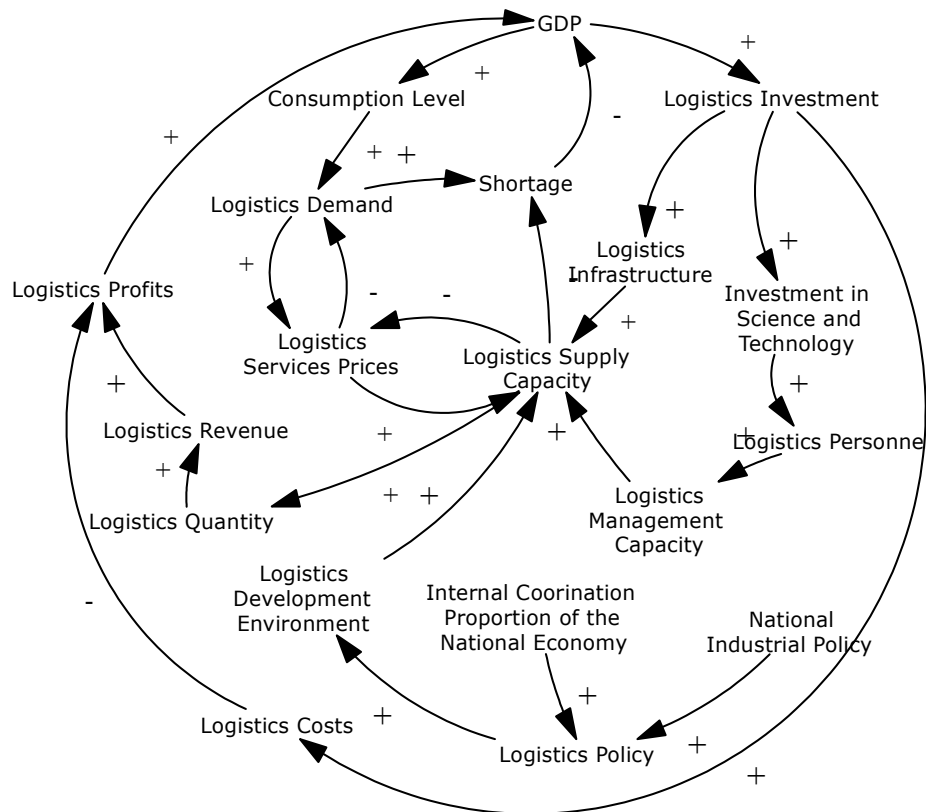 GDP
+
+
Consumption Level
Logistics Investment
+
-
+
+ +
Shortage
Logistics Demand
+
+
+
Logistics
Infrastructure
-
Logistics Profits
-
-
Investment in
Science and
Technology
+
Logistics
Services Prices
Logistics Supply
Capacity
+
+
Logistics Revenue
+
+
+
Logistics Personne
+
Logistics Quantity
+ +
Logistics
Management
Capacity
Logistics
Development
Environment
Internal Coorination
Proportion of the
National Economy
National
Industrial Policy
-
+
Logistics Costs
+
Logistics Policy
+
+